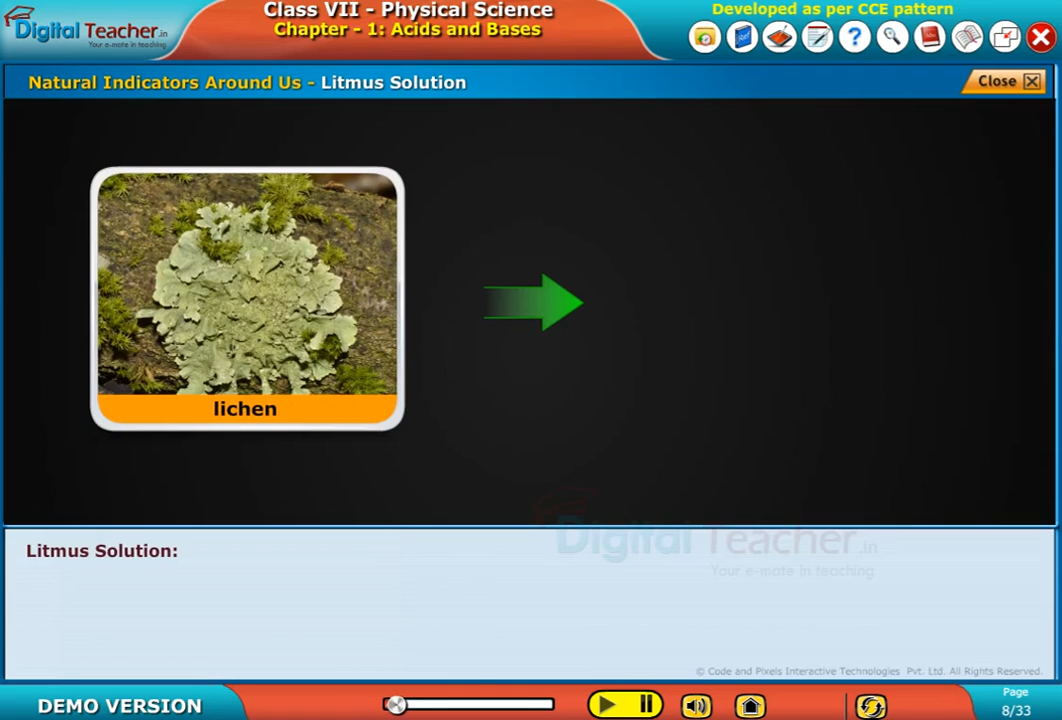 Digital Teacher.in
Your e-mate in teaching
Class VII - Physical Science
Chapter - 1: Acids and Bases
Developed as per CCE pattern
Natural Indicators Around Us - Litmus Solution
Close
lichen
Litmus Solution:
Digital Teacher.in
Your e-mate in teaching
© Code and Pixels Interactive Technologies Pvt. Ltd. All Rights Reserved.
DEMO VERSION
Page
8/33